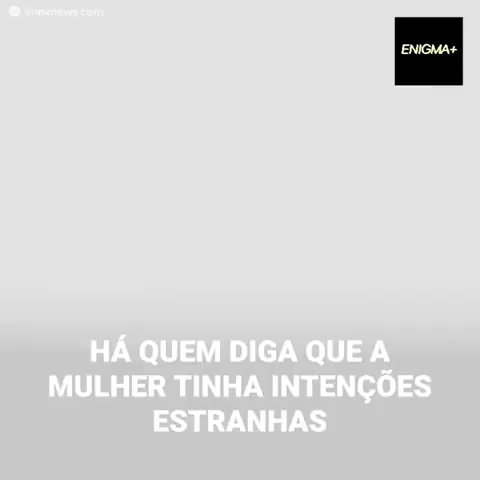 ENIGMA+
HÁ QUEM DIGA QUE A
MULHER TINHA INTENÇÕES
ESTRANHAS